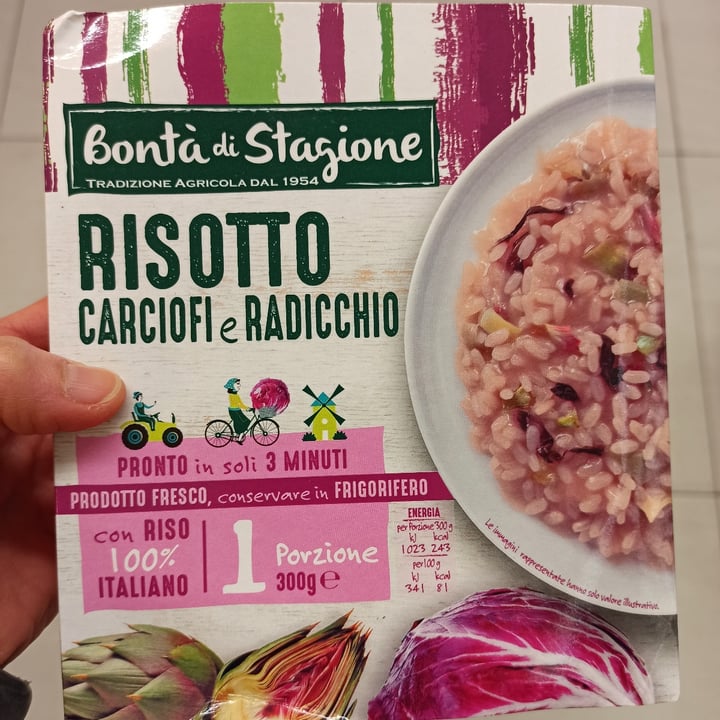 Bontà di Stagione
TRADIZIONE AGRICOLA DAL 1954
RISOTTO
CARCIOFI e RADICCHIO
PRONTO in soli 3 MINUTI
PRODOTTO FRESCO, conservare in FRIGORIFERO
con RISO
100%
ITALIANO
1 Porzione
300g e
ENERGIA
per Porzione 300 g
kJ kcal
1023 243
per 100 g
kJ kcal
341 81
Le immagini rappresentate hanno solo valore illustrativo.